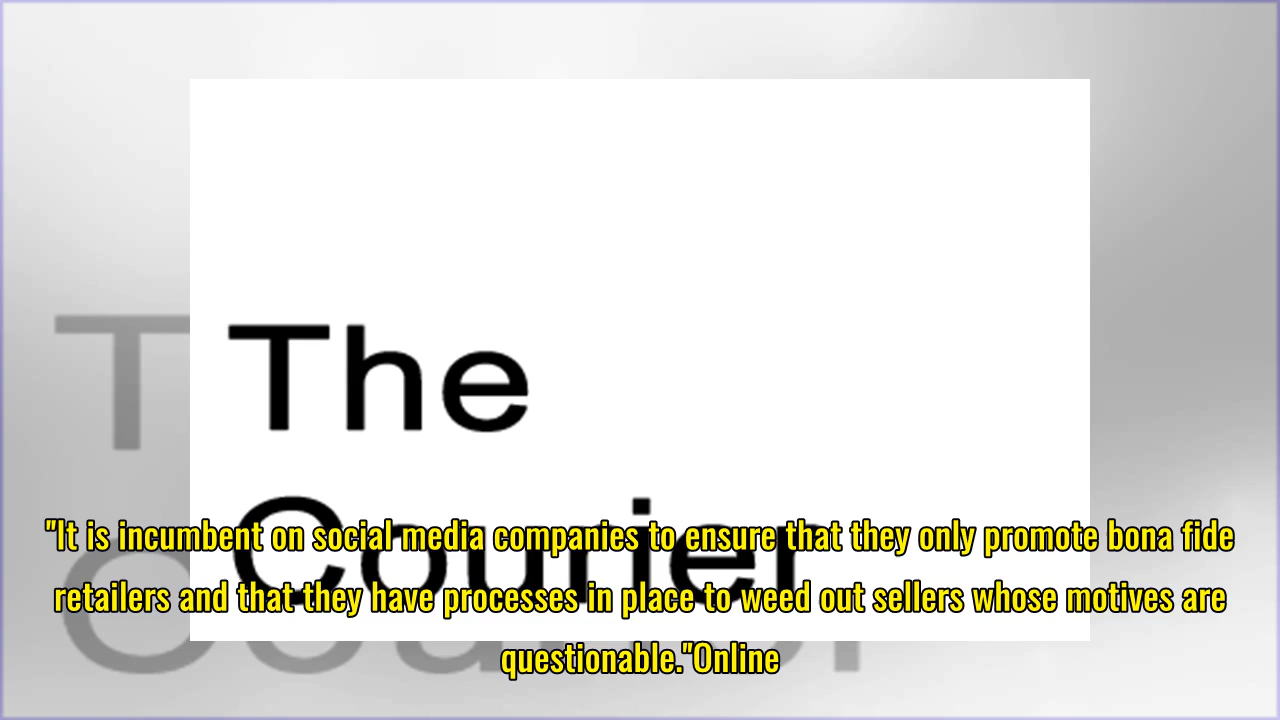 The
Courier
"It is incumbent on social media companies to ensure that they only promote bona fide
retailers and that they have processes in place to weed out sellers whose motives are
questionable."Online